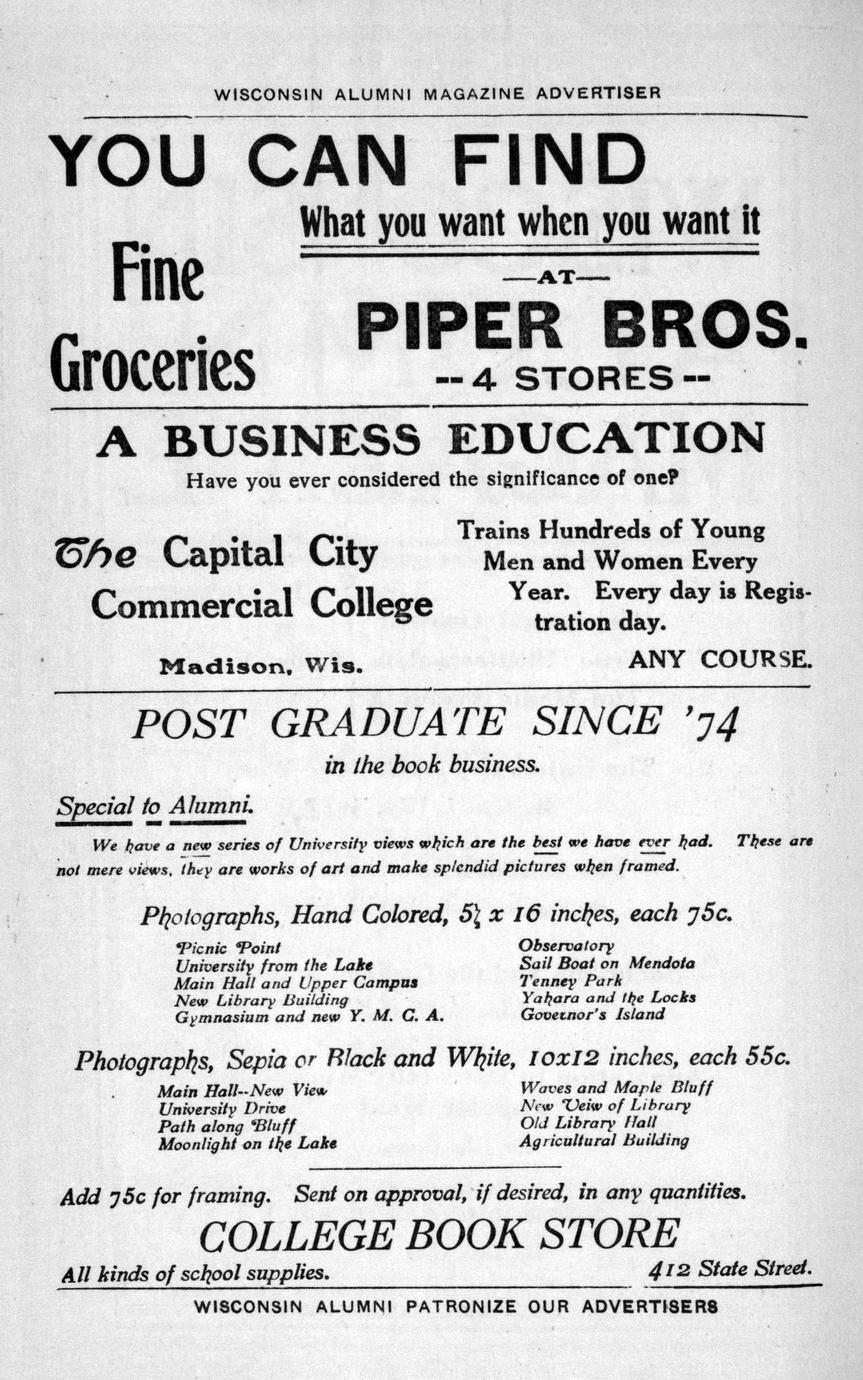 WISCONSIN ALUMNI MAGAZINE ADVERTISER
YOU CAN FIND
What you want when you want it
Fine
Groceries
—AT—
PIPER BROS.
--4 STORES--
A BUSINESS EDUCATION
Have you ever considered the significance of one?
The Capital City
Commercial College
Madison, Wis.
Trains Hundreds of Young
Men and Women Every
Year. Every day is Regis-
tration day.
ANY COURSE.
POST GRADUATE SINCE '74
in the book business.
Special to Alumni.
We have a new series of University views which are the best we have ever had. These are
not mere views, they are works of art and make splendid pictures when framed.
Photographs, Hand Colored, 5½ x 16 inches, each 75c.
Picnic Point
University from the Lake
Main Hall and Upper Campus
New Library Building
Gymnasium and new Y. M. C. A.
Observatory
Sail Boat on Mendota
Tenney Park
Yahara and the Locks
Governor's Island
Photographs, Sepia or Black and White, 10x12 inches, each 55c.
Main Hall--New View
University Drive
Path along Bluff
Moonlight on the Lake
Waves and Maple Bluff
New Veiw of Library
Old Library Hall
Agricultural Building
Add 75c for framing. Sent on approval, if desired, in any quantities.
COLLEGE BOOK STORE
All kinds of school supplies.
412 State Street.
WISCONSIN ALUMNI PATRONIZE OUR ADVERTISERS